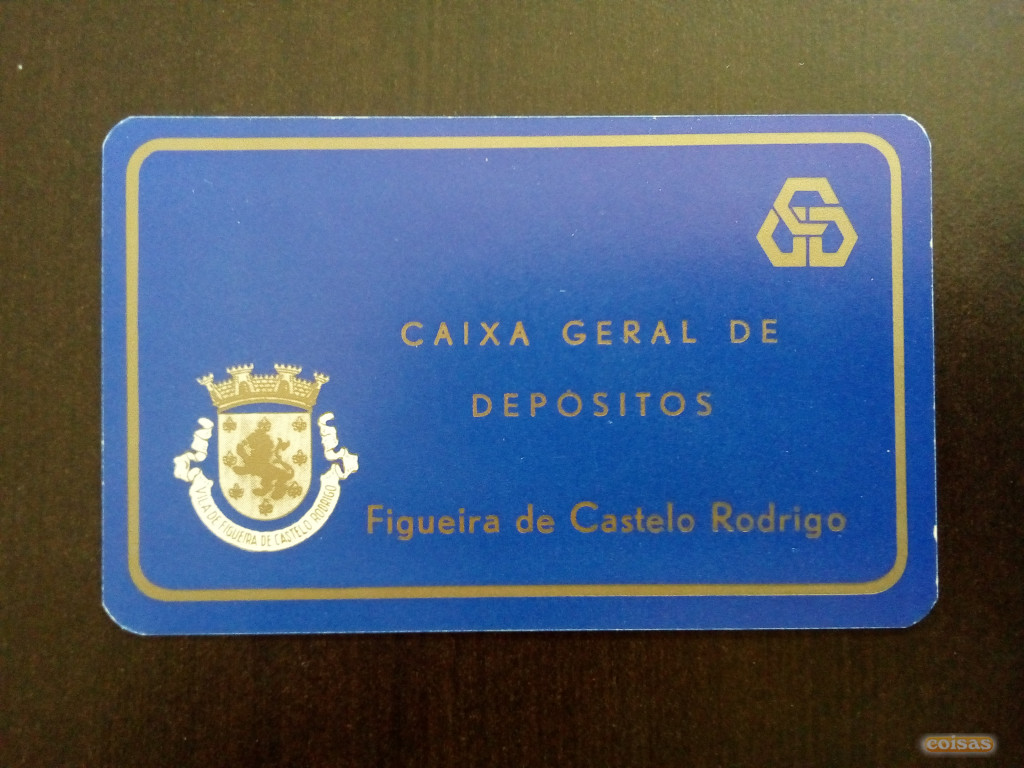 CAIXA GERAL DE
DEPÓSITOS
Figueira de Castelo Rodrigo
VILA DE FIGUEIRA DE CASTELO RODRIGO
coisas